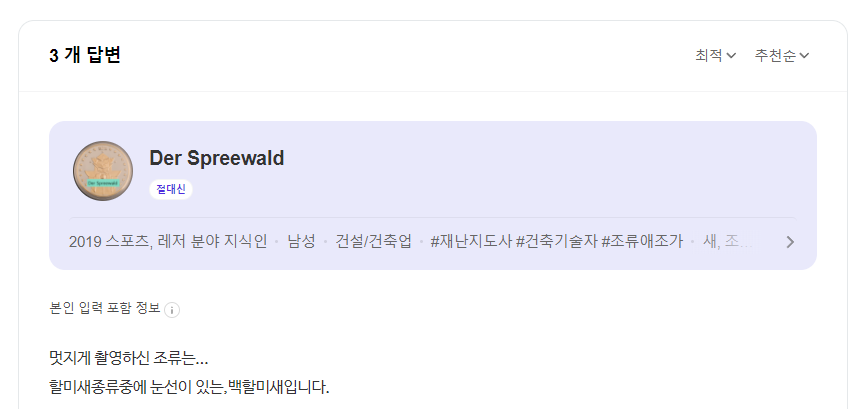 3 개 답변
최적 추천순
Der Spreewald
Der Spreewald
절대신
2019 스포츠, 레저 분야 지식인 · 남성 · 건설/건축업 · #재난지도사 #건축기술자 #조류애조가 · 새, 조...
본인 입력 포함 정보
멋지게 촬영하신 조류는...
할미새종류중에 눈선이 있는,백할미새입니다.